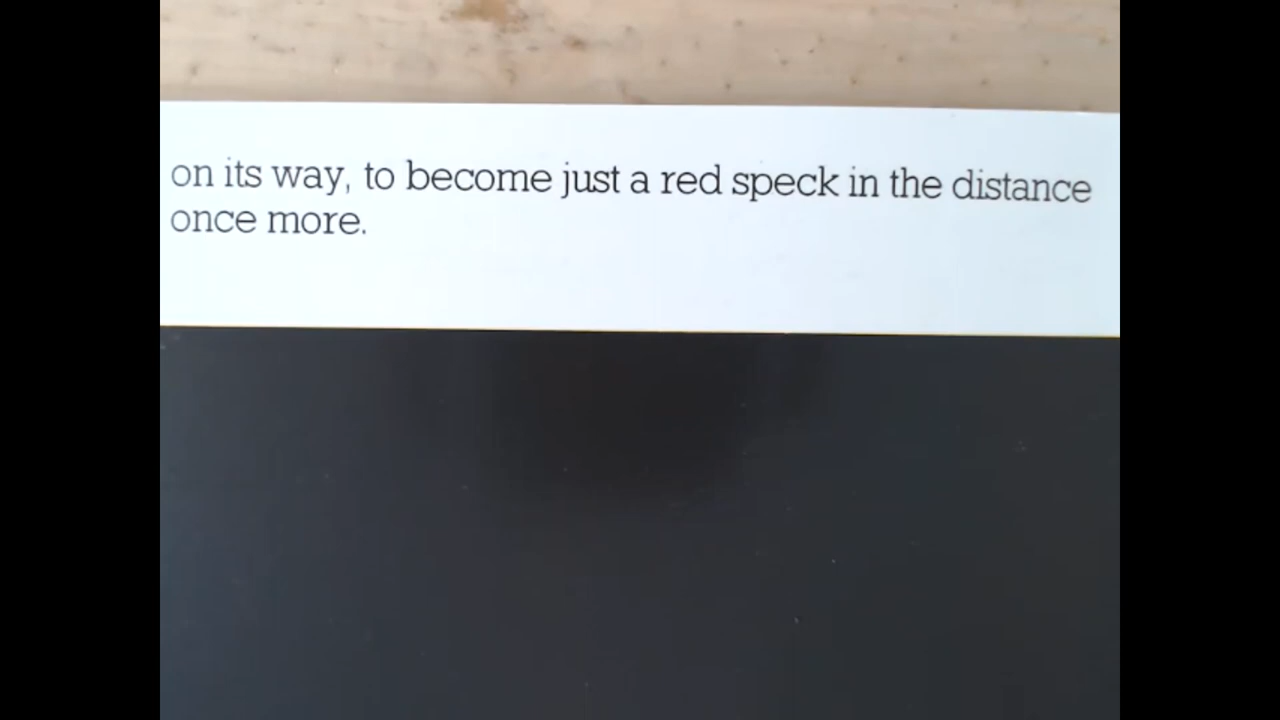 on its way, to become just a red speck in the distance
once more.